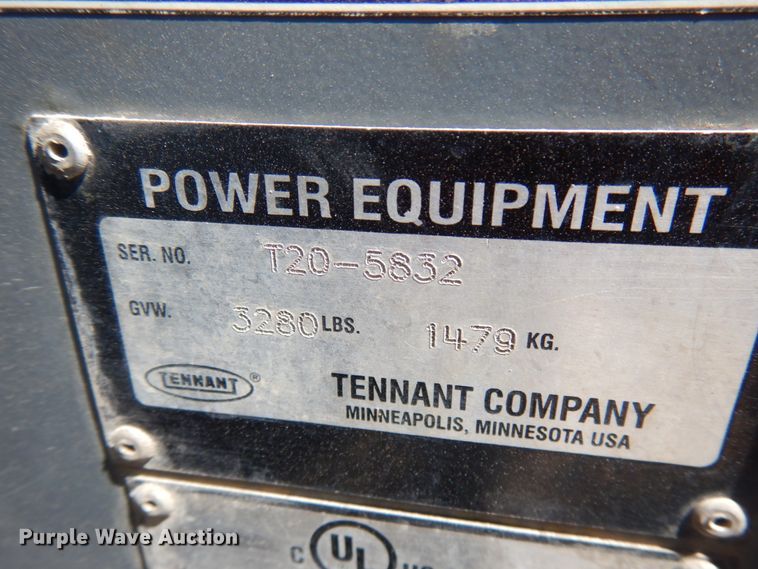 POWER EQUIPMENT
SER. NO. T20-5832
GVW. 3280 LBS. 1479 KG.
TENNANT ®
TENNANT COMPANY
MINNEAPOLIS, MINNESOTA USA
C UL
Purple Wave Auction